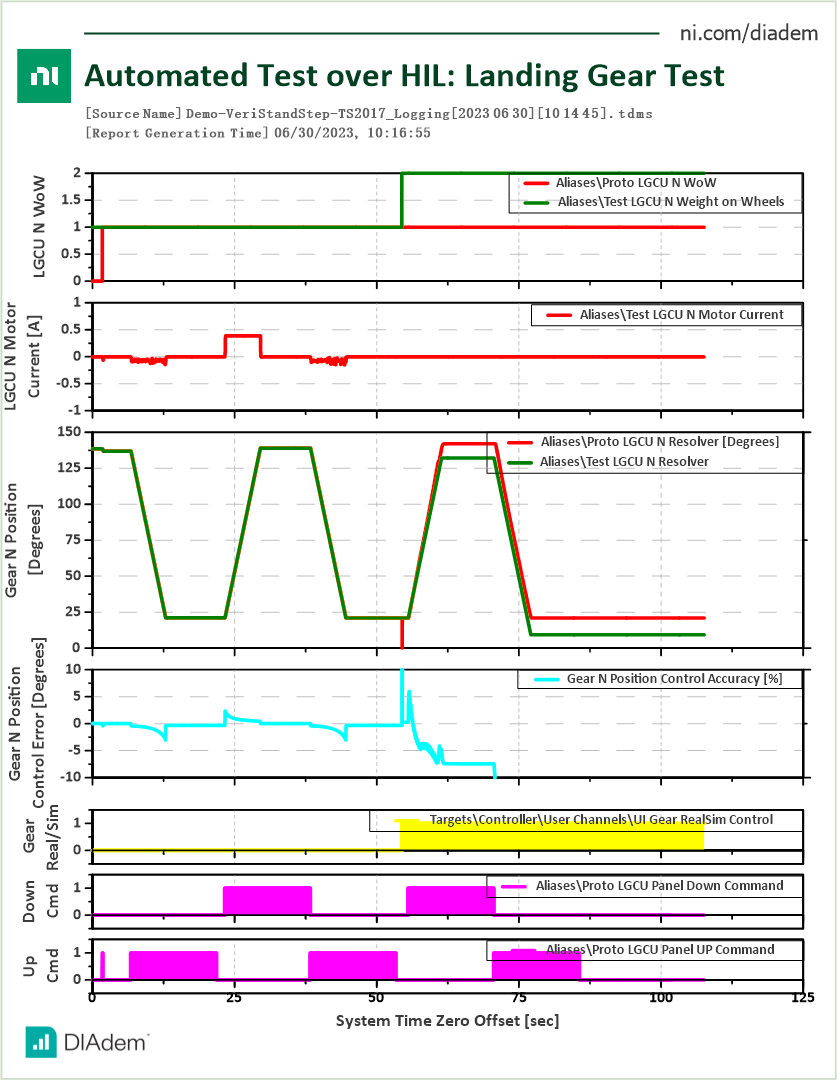 ni.com/diadem
ni
Automated Test over HIL: Landing Gear Test
[Source Name] Demo-VeriStandStep-TS2017_Logging[2023 06 30][10 14 45].tdms
[Report Generation Time] 06/30/2023, 10:16:55
LGCU N WoW
2
1.5
1
0.5
0
Aliases\Proto LGCU N WoW
Aliases\Test LGCU N Weight on Wheels
LGCU N Motor
Current [A]
1
0.5
0
-0.5
-1
Aliases\Test LGCU N Motor Current
Gear N Position
[Degrees]
150
125
100
75
50
25
0
Aliases\Proto LGCU N Resolver [Degrees]
Aliases\Test LGCU N Resolver
Gear N Position
Control Error [Degrees]
10
5
0
-5
-10
Gear N Position Control Accuracy [%]
Gear
Real/Sim
1
0
Targets\Controller\User Channels\UI Gear RealSim Control
Down
Cmd
1
0
Aliases\Proto LGCU Panel Down Command
Up
Cmd
1
0
Aliases\Proto LGCU Panel UP Command
0 25 50 75 100 125
System Time Zero Offset [sec]
DIAdem™